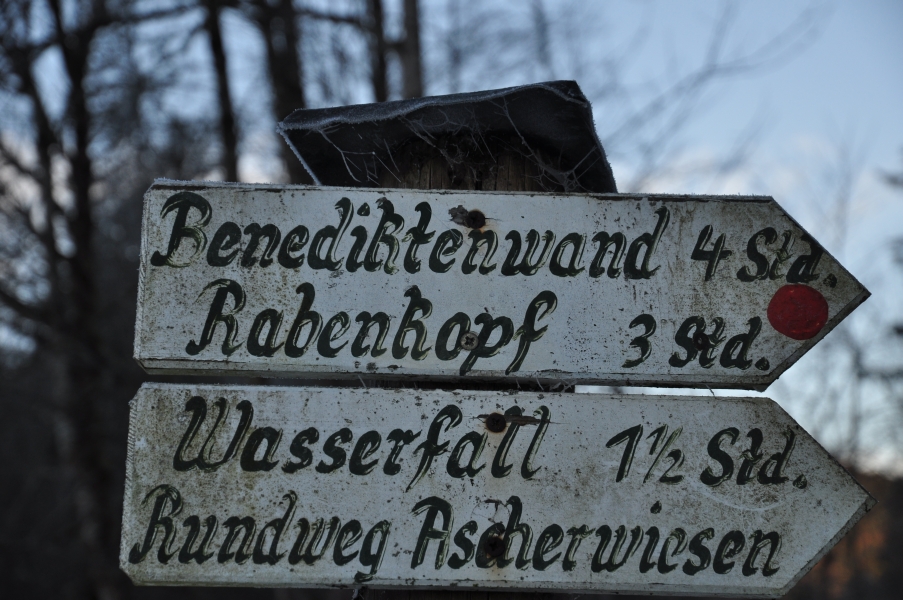 Benediktenwand 4 Std.
Rabenkopf 3 Std.
Wasserfall 1½ Std.
Rundweg Ascherwiesen